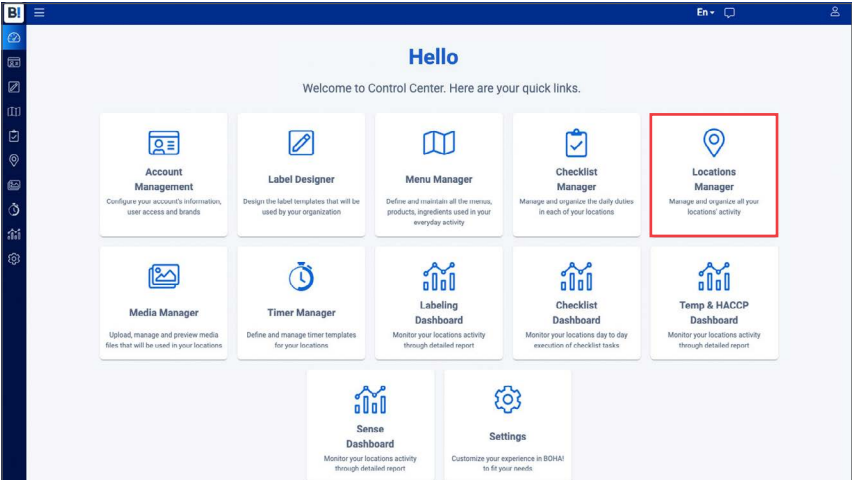 B!
En
Hello
Welcome to Control Center. Here are your quick links.
Account
Management
Configure your account's information,
user access and brands
Label Designer
Design the label templates that will be
used by your organization
Menu Manager
Define and maintain all the menus,
products, ingredients used in your
everyday activity
Checklist
Manager
Manage and organize the daily duties
in each of your locations
Locations
Manager
Manage and organize all your
locations' activity
Media Manager
Upload, manage and preview media
files that will be used in your locations
Timer Manager
Define and manage timer templates
for your locations
Labeling
Dashboard
Monitor your locations activity
through detailed report
Checklist
Dashboard
Monitor your locations day to day
execution of checklist tasks
Temp & HACCP
Dashboard
Monitor your locations activity
through detailed report
Sense
Dashboard
Monitor your locations activity
through detailed report
Settings
Customize your experience in BOHA!
to fit your needs